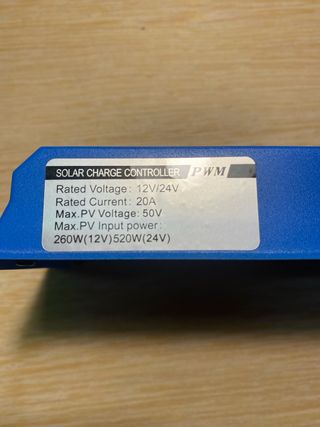 SOLAR CHARGE CONTROLLER PWM
Rated Voltage: 12V/24V
Rated Current: 20A
Max.PV Voltage: 50V
Max.PV Input power:
260W(12V)520W(24V)